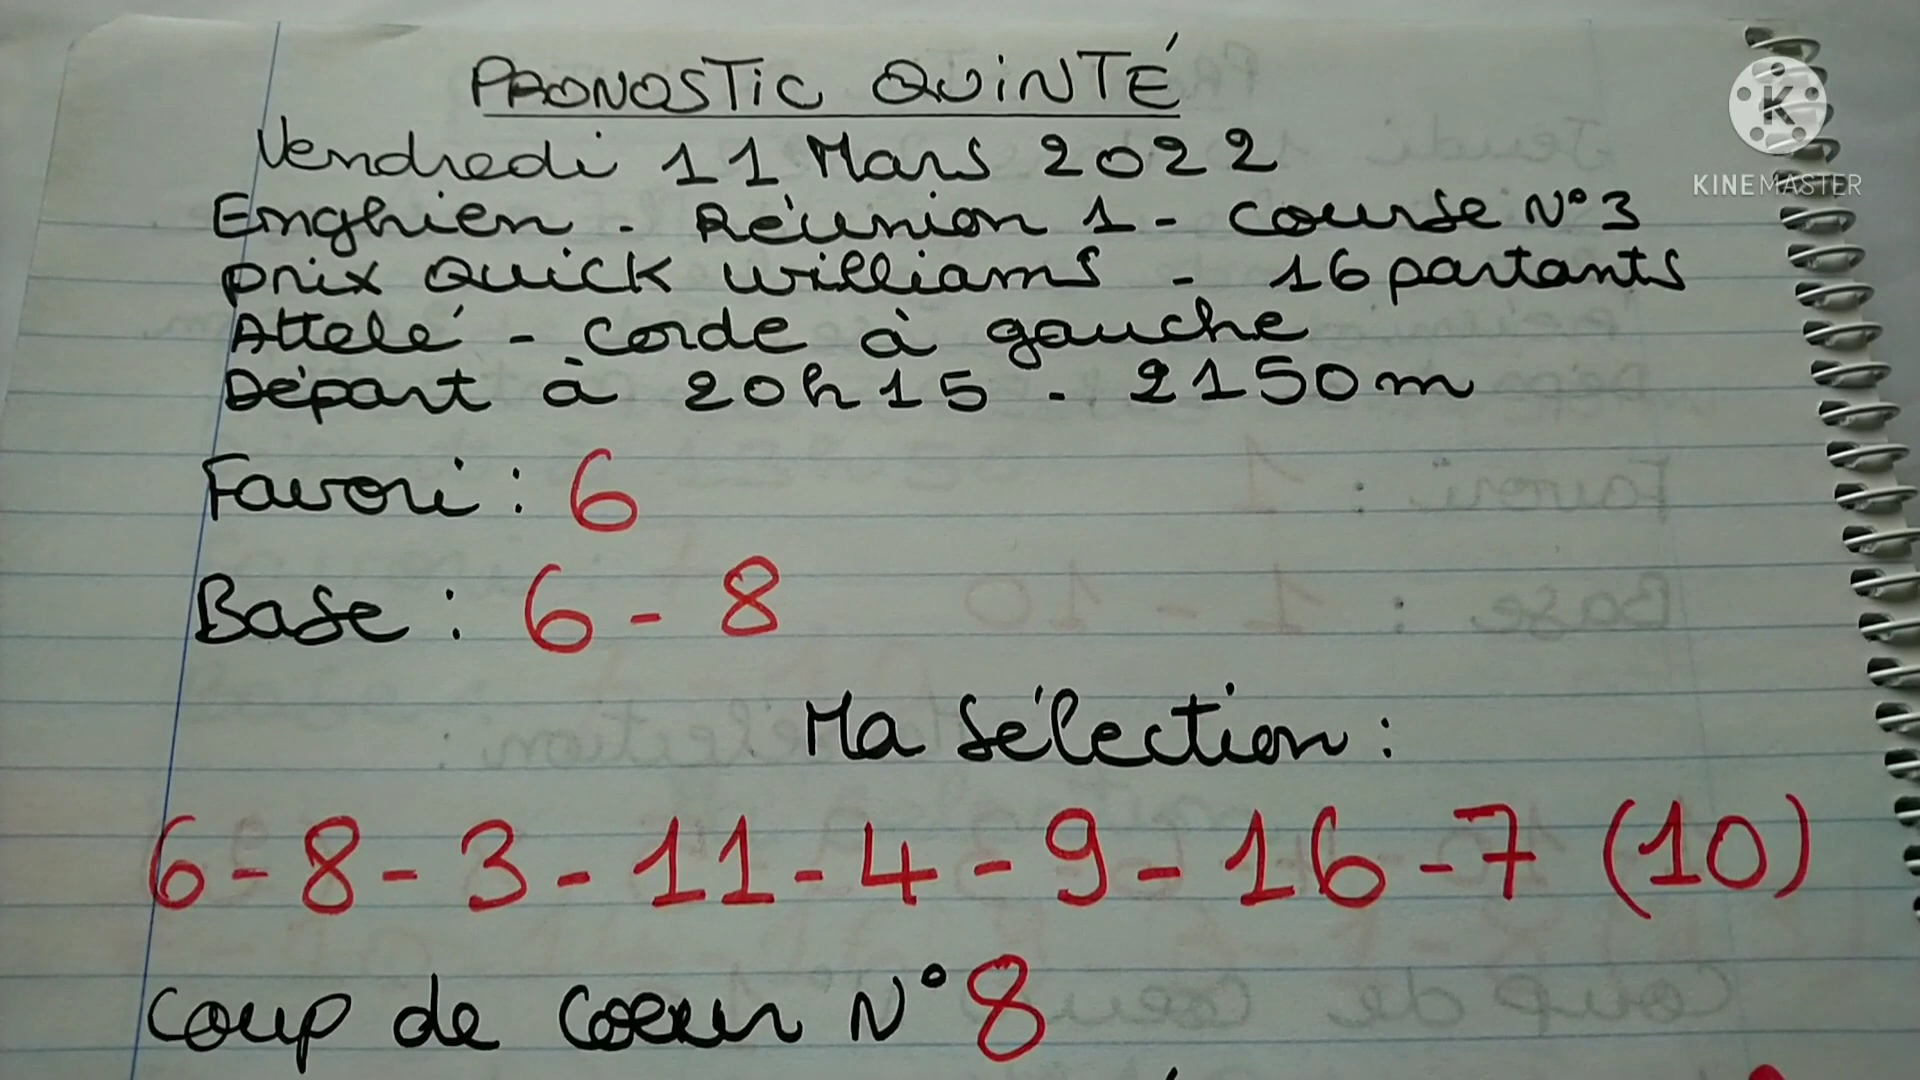 PRONOSTIC QUINTÉ
Vendredi 11 Mars 2022
Enghien - Réunion 1 - Course N°3
prix Quick Williams - 16 partants
Attelé - Corde à gauche
Départ à 20h15 - 2150m
Favori : 6
Base : 6 - 8
Ma Sélection :
6 - 8 - 3 - 11 - 4 - 9 - 16 - 7 (10)
Coup de Coeur N° 8
KINEMASTER